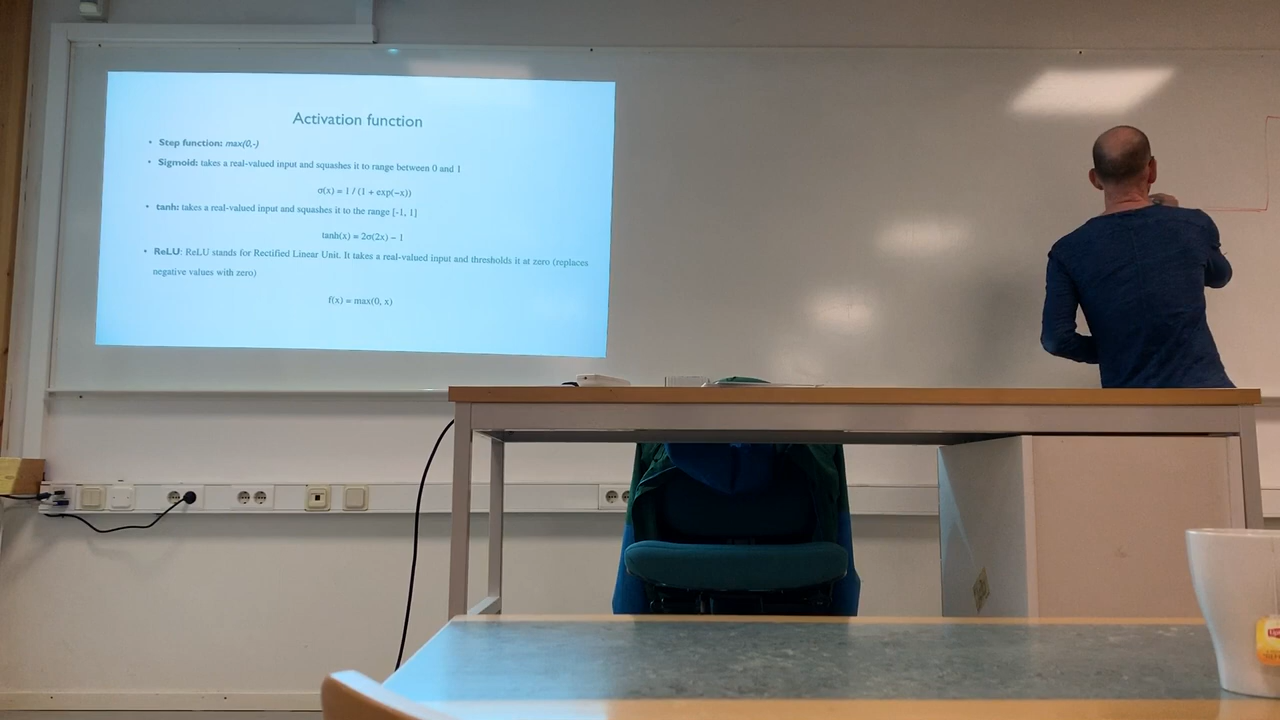 Activation function
• Step function: max(0,-)
• Sigmoid: takes a real-valued input and squashes it to range between 0 and 1
σ(x) = 1 / (1 + exp(−x))
• tanh: takes a real-valued input and squashes it to the range [-1, 1]
tanh(x) = 2σ(2x) − 1
• ReLU: ReLU stands for Rectified Linear Unit. It takes a real-valued input and thresholds it at zero (replaces
negative values with zero)
f(x) = max(0, x)